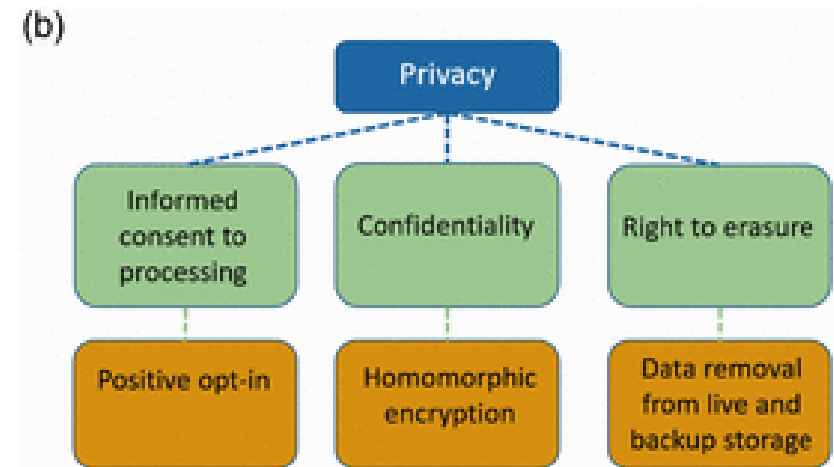 (b)
Privacy
Informed
consent to
processing
Confidentiality
Right to erasure
Positive opt-in
Homomorphic
encryption
Data removal
from live and
backup storage